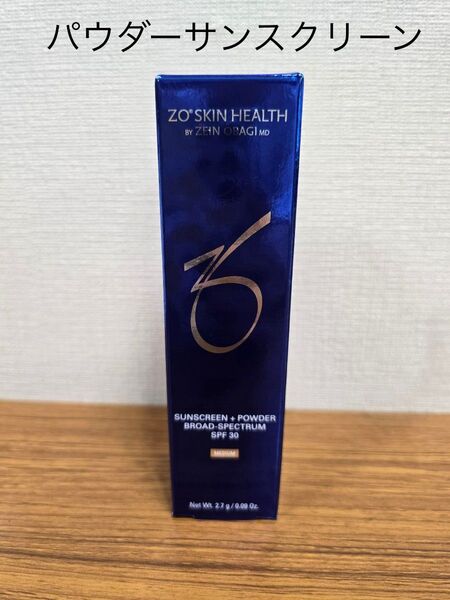 パウダーサンスクリーン
ZO® SKIN HEALTH
BY ZEIN OBAGI MD
SUNSCREEN + POWDER
BROAD-SPECTRUM
SPF 30
MEDIUM
Net Wt. 2.7 g / 0.09 Oz.